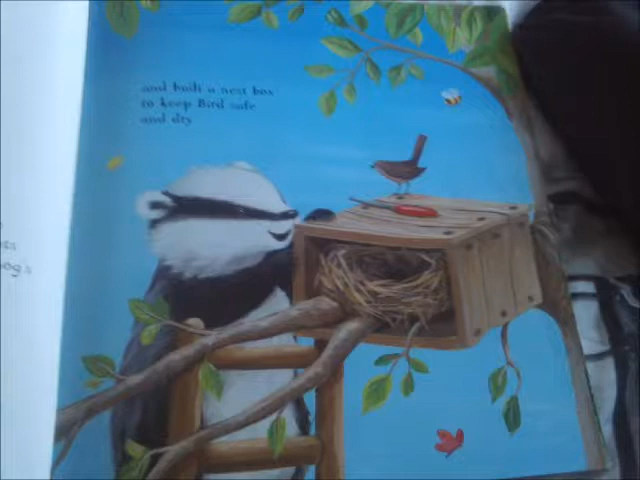 and built a nest box
to keep Bird safe
and dry